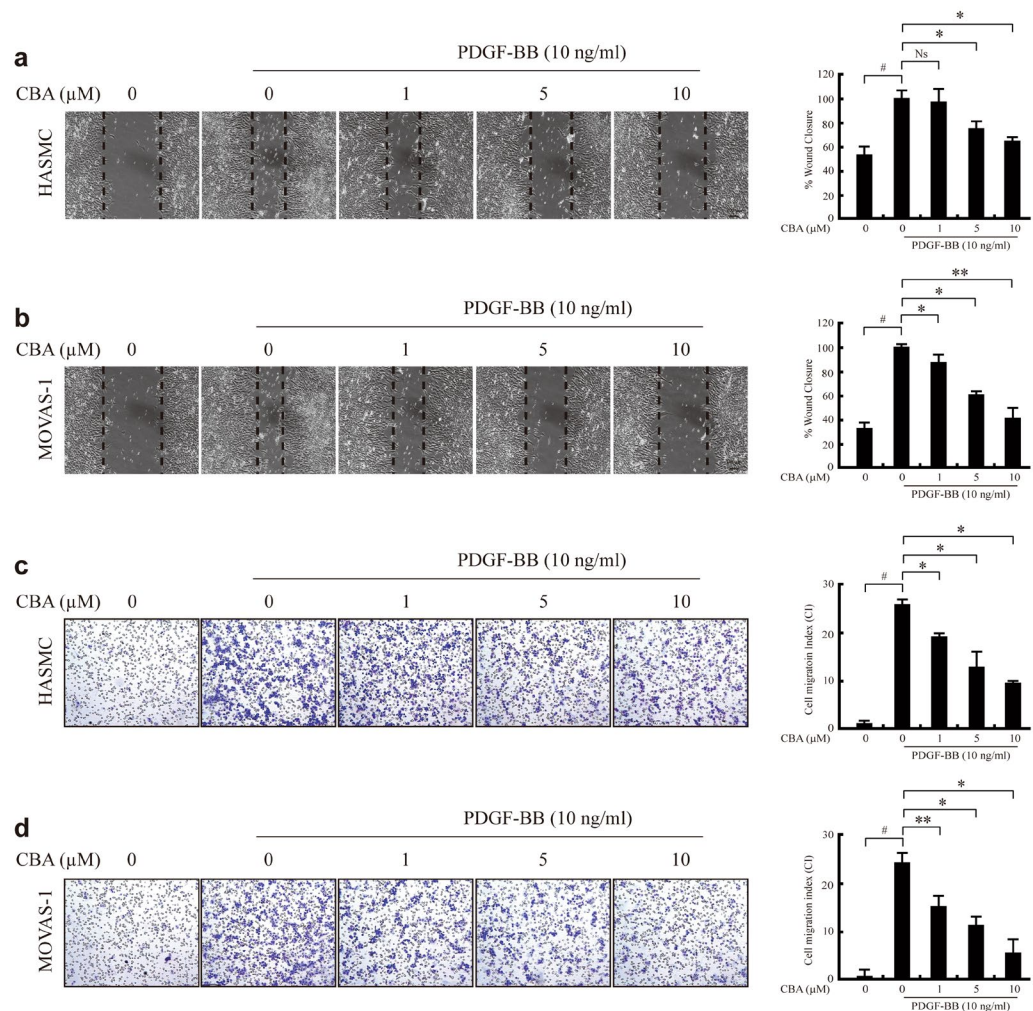 a
PDGF-BB (10 ng/ml)
CBA (µM) 0 0 1 5 10
HASMC
# Ns * *
% Wound Closure
120
100
80
60
40
20
0
CBA (µM) 0 0 1 5 10
PDGF-BB (10 ng/ml)
b
PDGF-BB (10 ng/ml)
CBA (µM) 0 0 1 5 10
MOVAS-1
# * * **
% Wound Closure
120
100
80
60
40
20
0
CBA (µM) 0 0 1 5 10
PDGF-BB (10 ng/ml)
c
PDGF-BB (10 ng/ml)
CBA (µM) 0 0 1 5 10
HASMC
# * * *
Cell migratoin Index (CI)
30
20
10
0
CBA (µM) 0 0 1 5 10
PDGF-BB (10 ng/ml)
d
PDGF-BB (10 ng/ml)
CBA (µM) 0 0 1 5 10
MOVAS-1
# ** * *
Cell migration index (CI)
30
20
10
0
CBA (µM) 0 0 1 5 10
PDGF-BB (10 ng/ml)